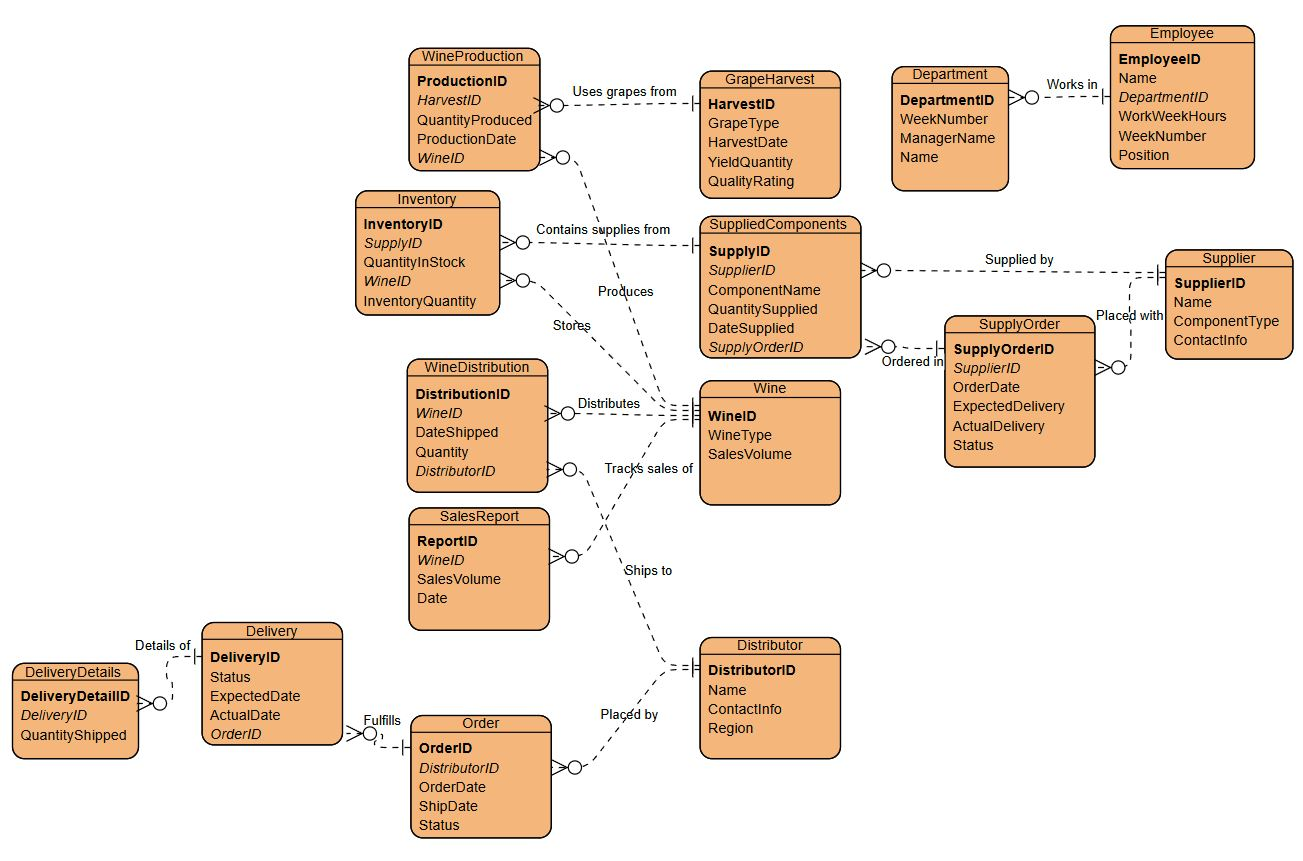 WineProduction
ProductionID
HarvestID
QuantityProduced
ProductionDate
WineID
Uses grapes from
GrapeHarvest
HarvestID
GrapeType
HarvestDate
YieldQuantity
QualityRating
Department
DepartmentID
WeekNumber
ManagerName
Name
Works in
Employee
EmployeeID
Name
DepartmentID
WorkWeekHours
WeekNumber
Position
Inventory
InventoryID
SupplyID
QuantityInStock
WineID
InventoryQuantity
Contains supplies from
Produces
Stores
SuppliedComponents
SupplyID
SupplierID
ComponentName
QuantitySupplied
DateSupplied
SupplyOrderID
Supplied by
Supplier
SupplierID
Name
ComponentType
ContactInfo
Placed with
Ordered in
SupplyOrder
SupplyOrderID
SupplierID
OrderDate
ExpectedDelivery
ActualDelivery
Status
WineDistribution
DistributionID
WineID
DateShipped
Quantity
DistributorID
Distributes
Wine
WineID
WineType
SalesVolume
Tracks sales of
SalesReport
ReportID
WineID
SalesVolume
Date
Ships to
Details of
Delivery
DeliveryID
Status
ExpectedDate
ActualDate
OrderID
DeliveryDetails
DeliveryDetailID
DeliveryID
QuantityShipped
Fulfills
Order
OrderID
DistributorID
OrderDate
ShipDate
Status
Placed by
Distributor
DistributorID
Name
ContactInfo
Region